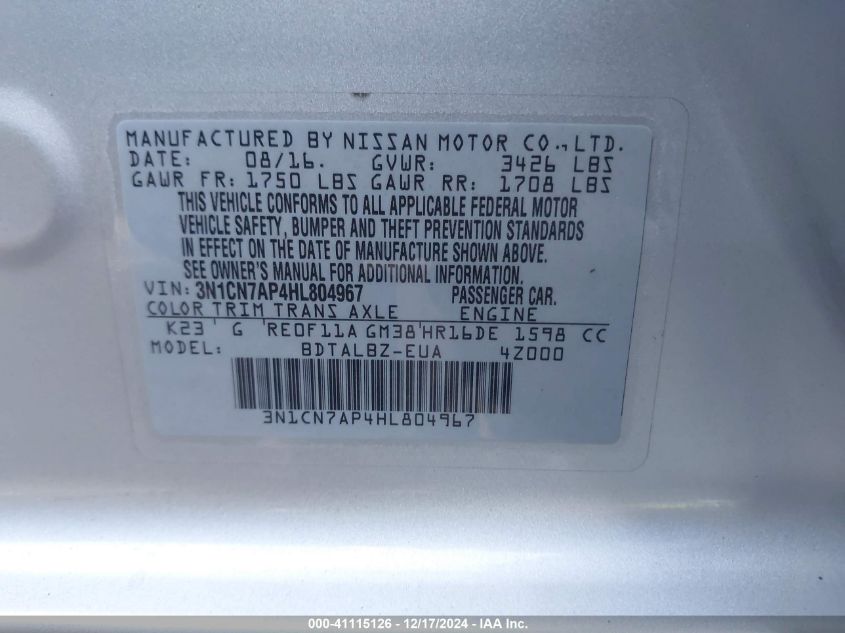 MANUFACTURED BY NISSAN MOTOR CO., LTD.
DATE: 08/16. GVWR: 3426 LBS
GAWR FR: 1750 LBS GAWR RR: 1708 LBS
THIS VEHICLE CONFORMS TO ALL APPLICABLE FEDERAL MOTOR
VEHICLE SAFETY, BUMPER AND THEFT PREVENTION STANDARDS
IN EFFECT ON THE DATE OF MANUFACTURE SHOWN ABOVE.
SEE OWNER'S MANUAL FOR ADDITIONAL INFORMATION.
VIN: 3N1CN7AP4HL804967 PASSENGER CAR.
COLOR TRIM TRANS AXLE ENGINE
K23 G RE0F11A GM38 HR16DE 1598 CC
MODEL: BDTALBZ-EUA 4Z000
3N1CN7AP4HL804967
000-41115126 - 12/17/2024 - IAA Inc.